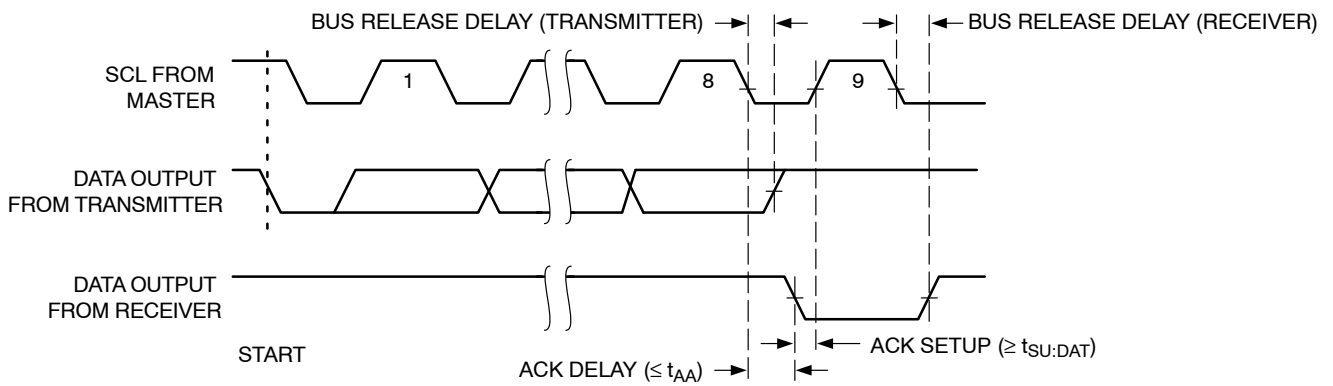 BUS RELEASE DELAY (TRANSMITTER)
BUS RELEASE DELAY (RECEIVER)
SCL FROM
MASTER
1
8
9
DATA OUTPUT
FROM TRANSMITTER
DATA OUTPUT
FROM RECEIVER
START
ACK SETUP (≥ tSU:DAT)
ACK DELAY (≤ tAA)